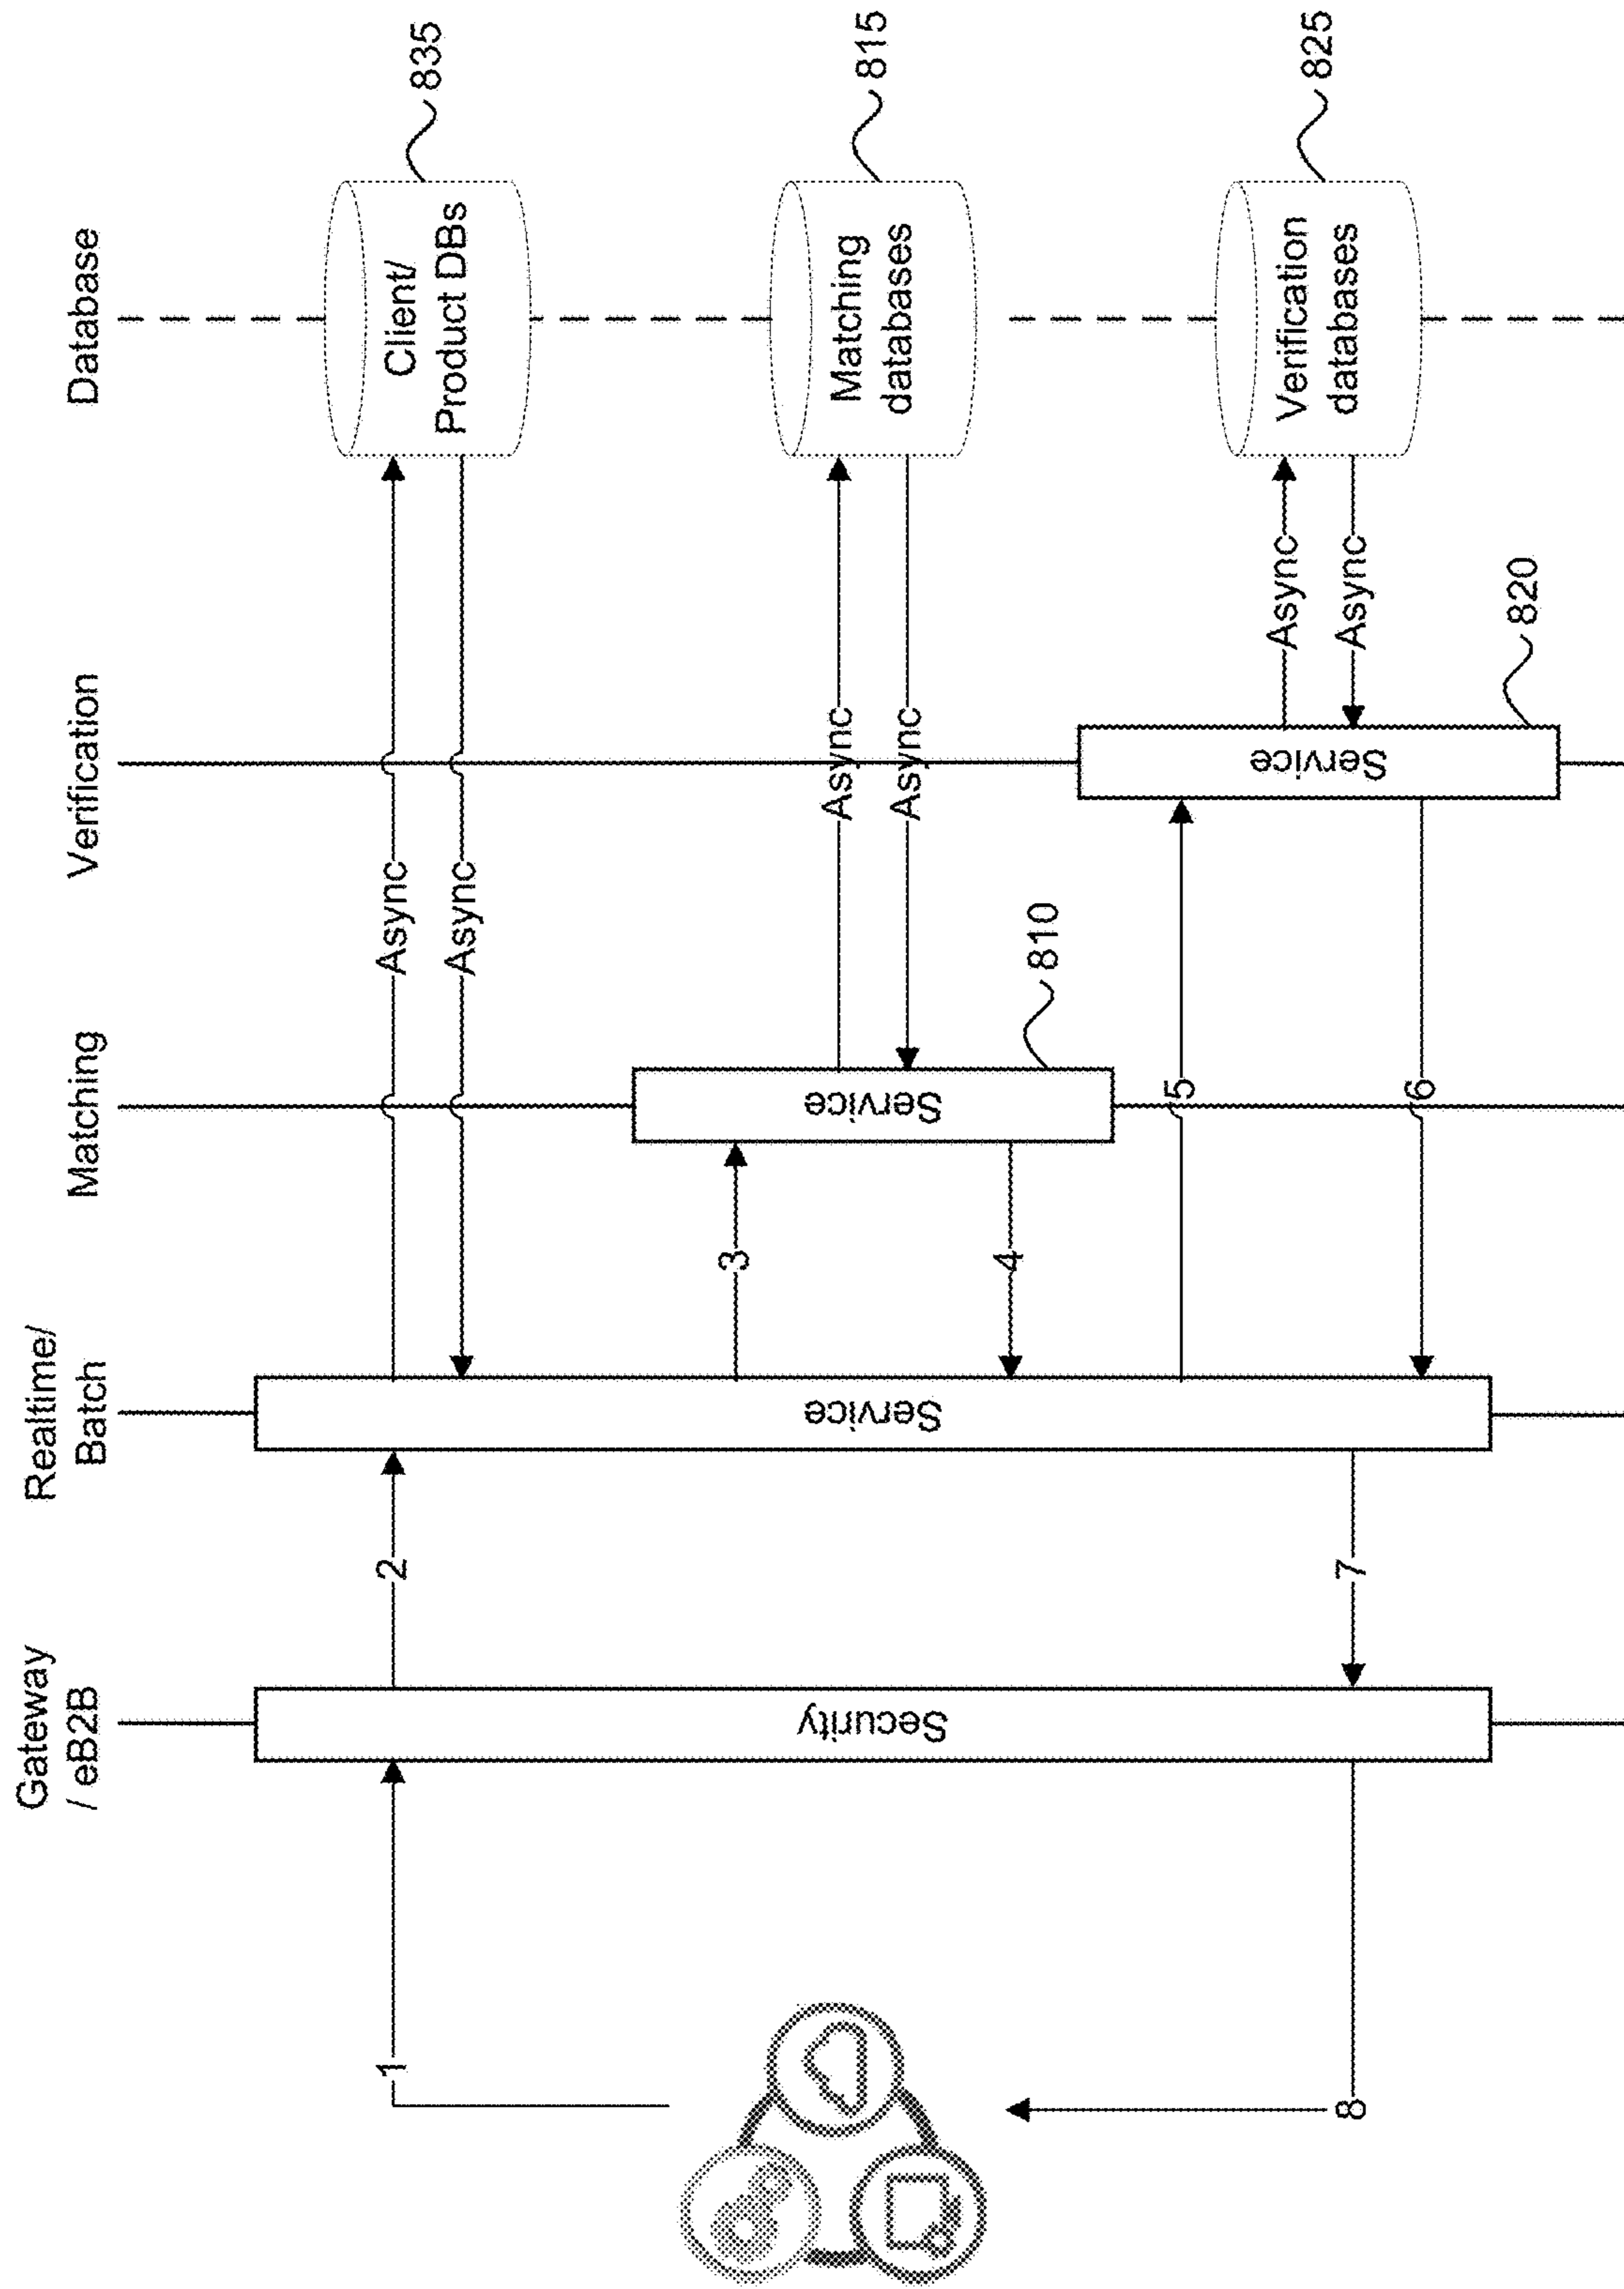 Gateway
/ eB2B
Realtime/
Batch
Matching
Verification
Database
1
2
Async
Async
Client/
Product DBs
835
Security
Service
3
4
Service
810
Async
Async
Matching
databases
815
5
6
Service
820
Async
Async
Verification
databases
825
7
8